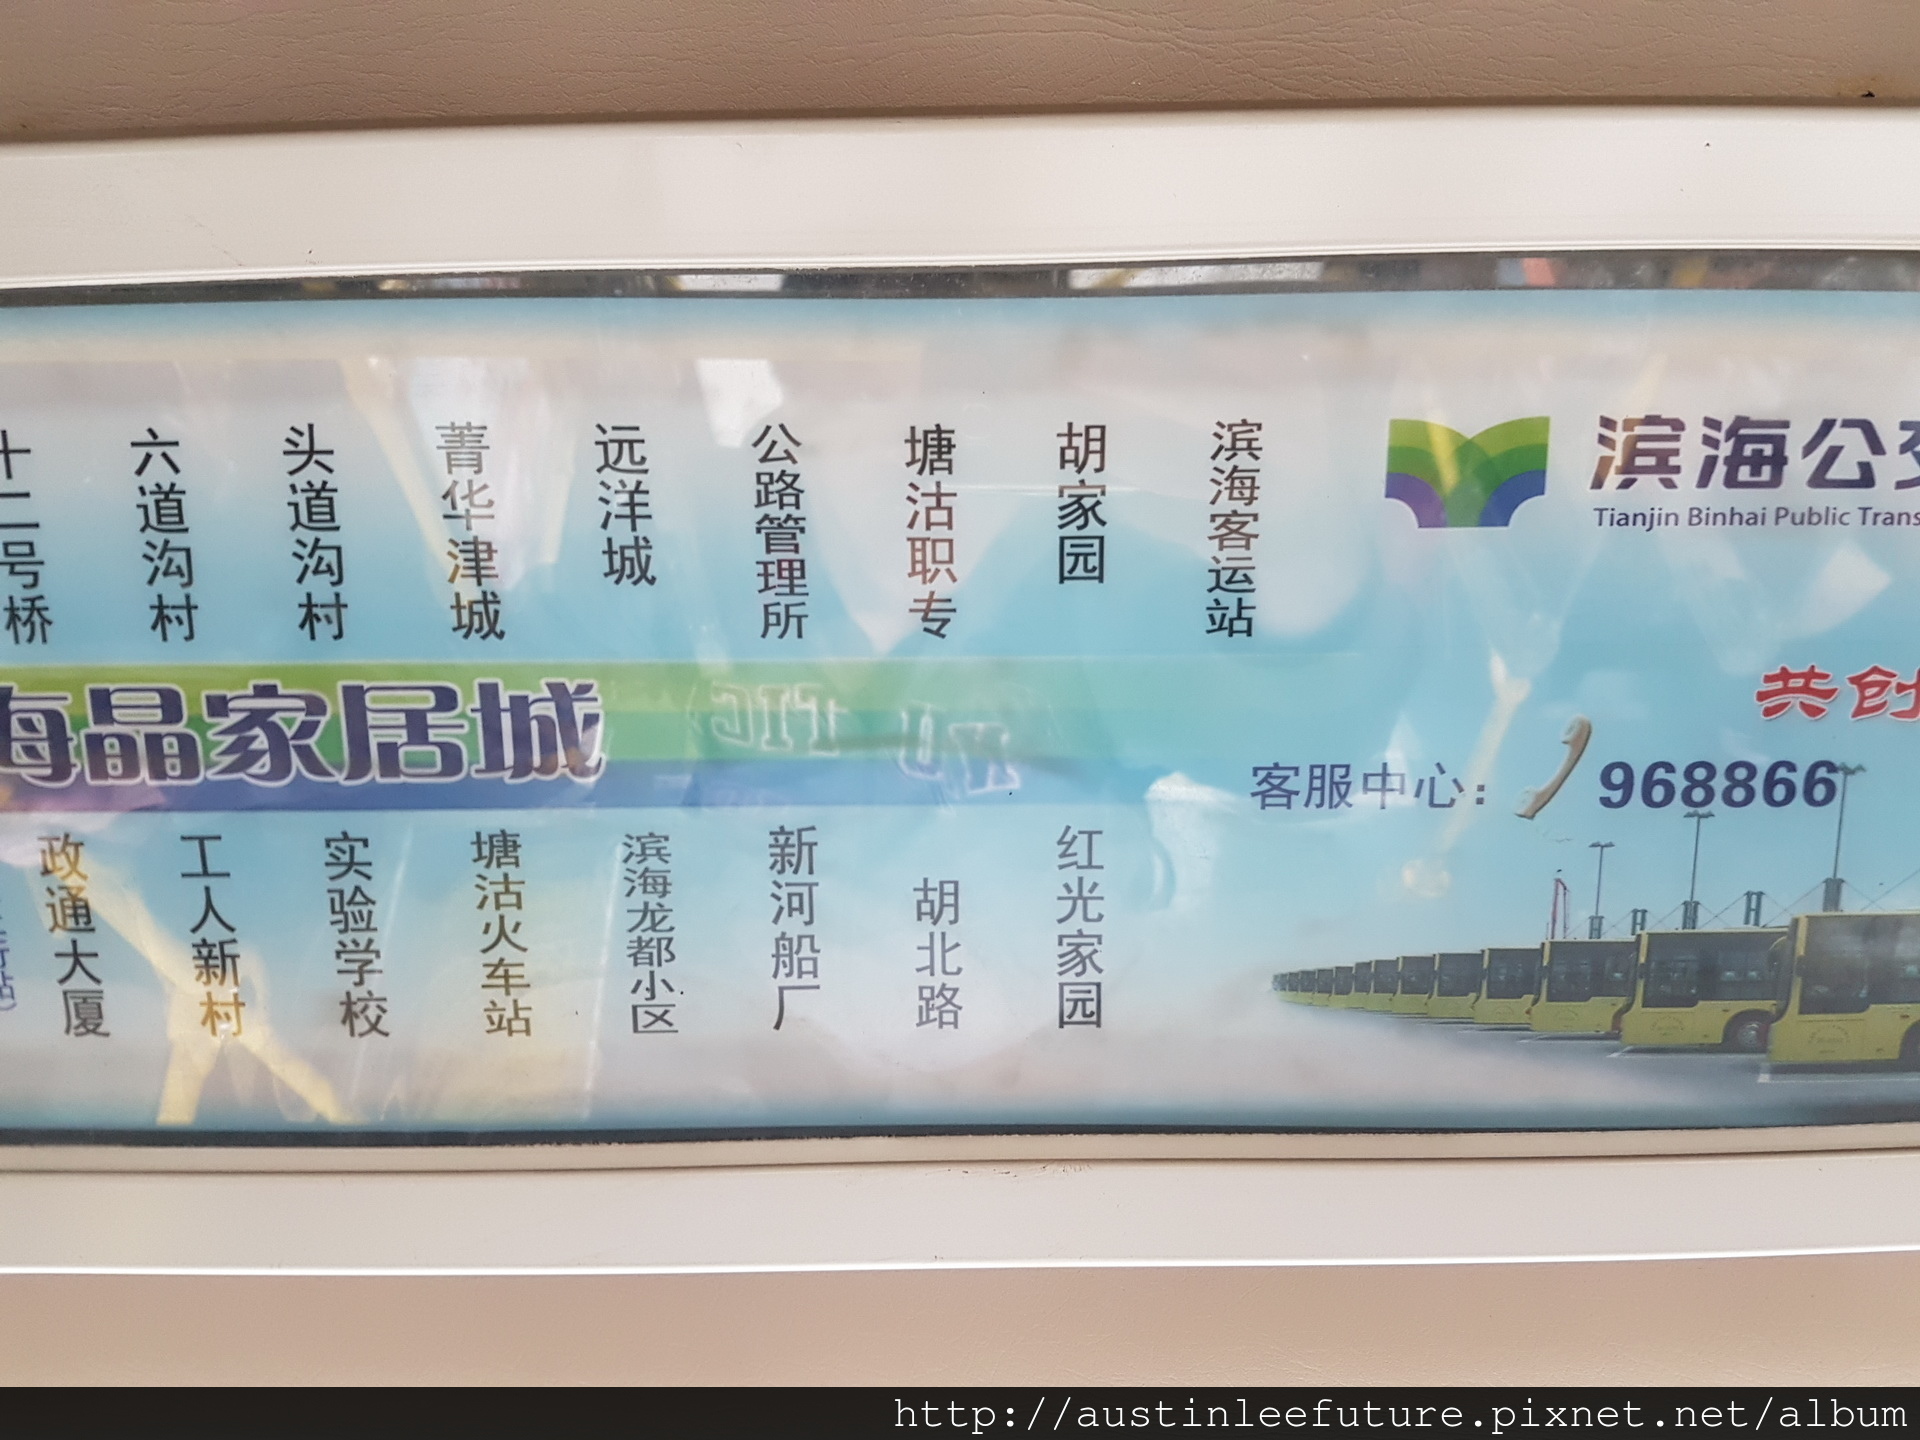 十二号桥
六道沟村
头道沟村
菁华津城
远洋城
公路管理所
塘沽职专
胡家园
滨海客运站
滨海公交
Tianjin Binhai Public Trans
海晶家居城
共创
客服中心：968866
政通大厦
工人新村
实验学校
塘沽火车站
滨海龙都小区
新河船厂
胡北路
红光家园
http://austinleefuture.pixnet.net/album